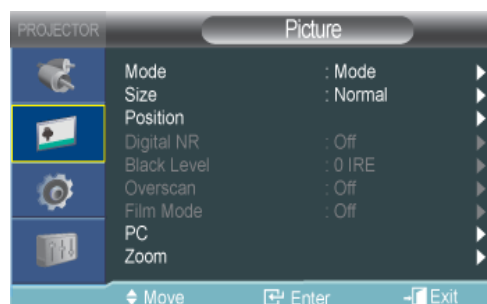 PROJECTOR Picture
Mode : Mode
Size : Normal
Position
Digital NR : Off
Black Level : 0 IRE
Overscan : Off
Film Mode : Off
PC
Zoom
Move Enter Exit